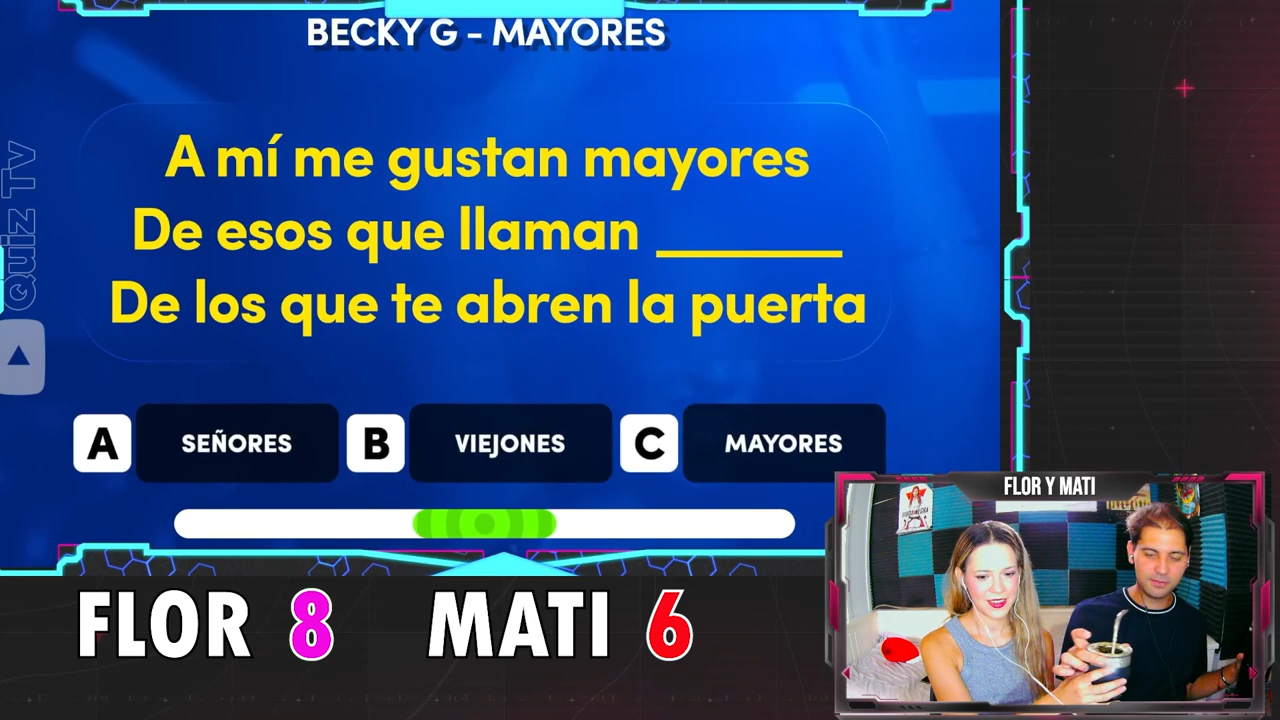 BECKY G - MAYORES
A mí me gustan mayores
De esos que llaman ______
De los que te abren la puerta
Quiz Tv
A SEÑORES B VIEJONES C MAYORES
FLOR Y MATI
FLOR 8 MATI 6